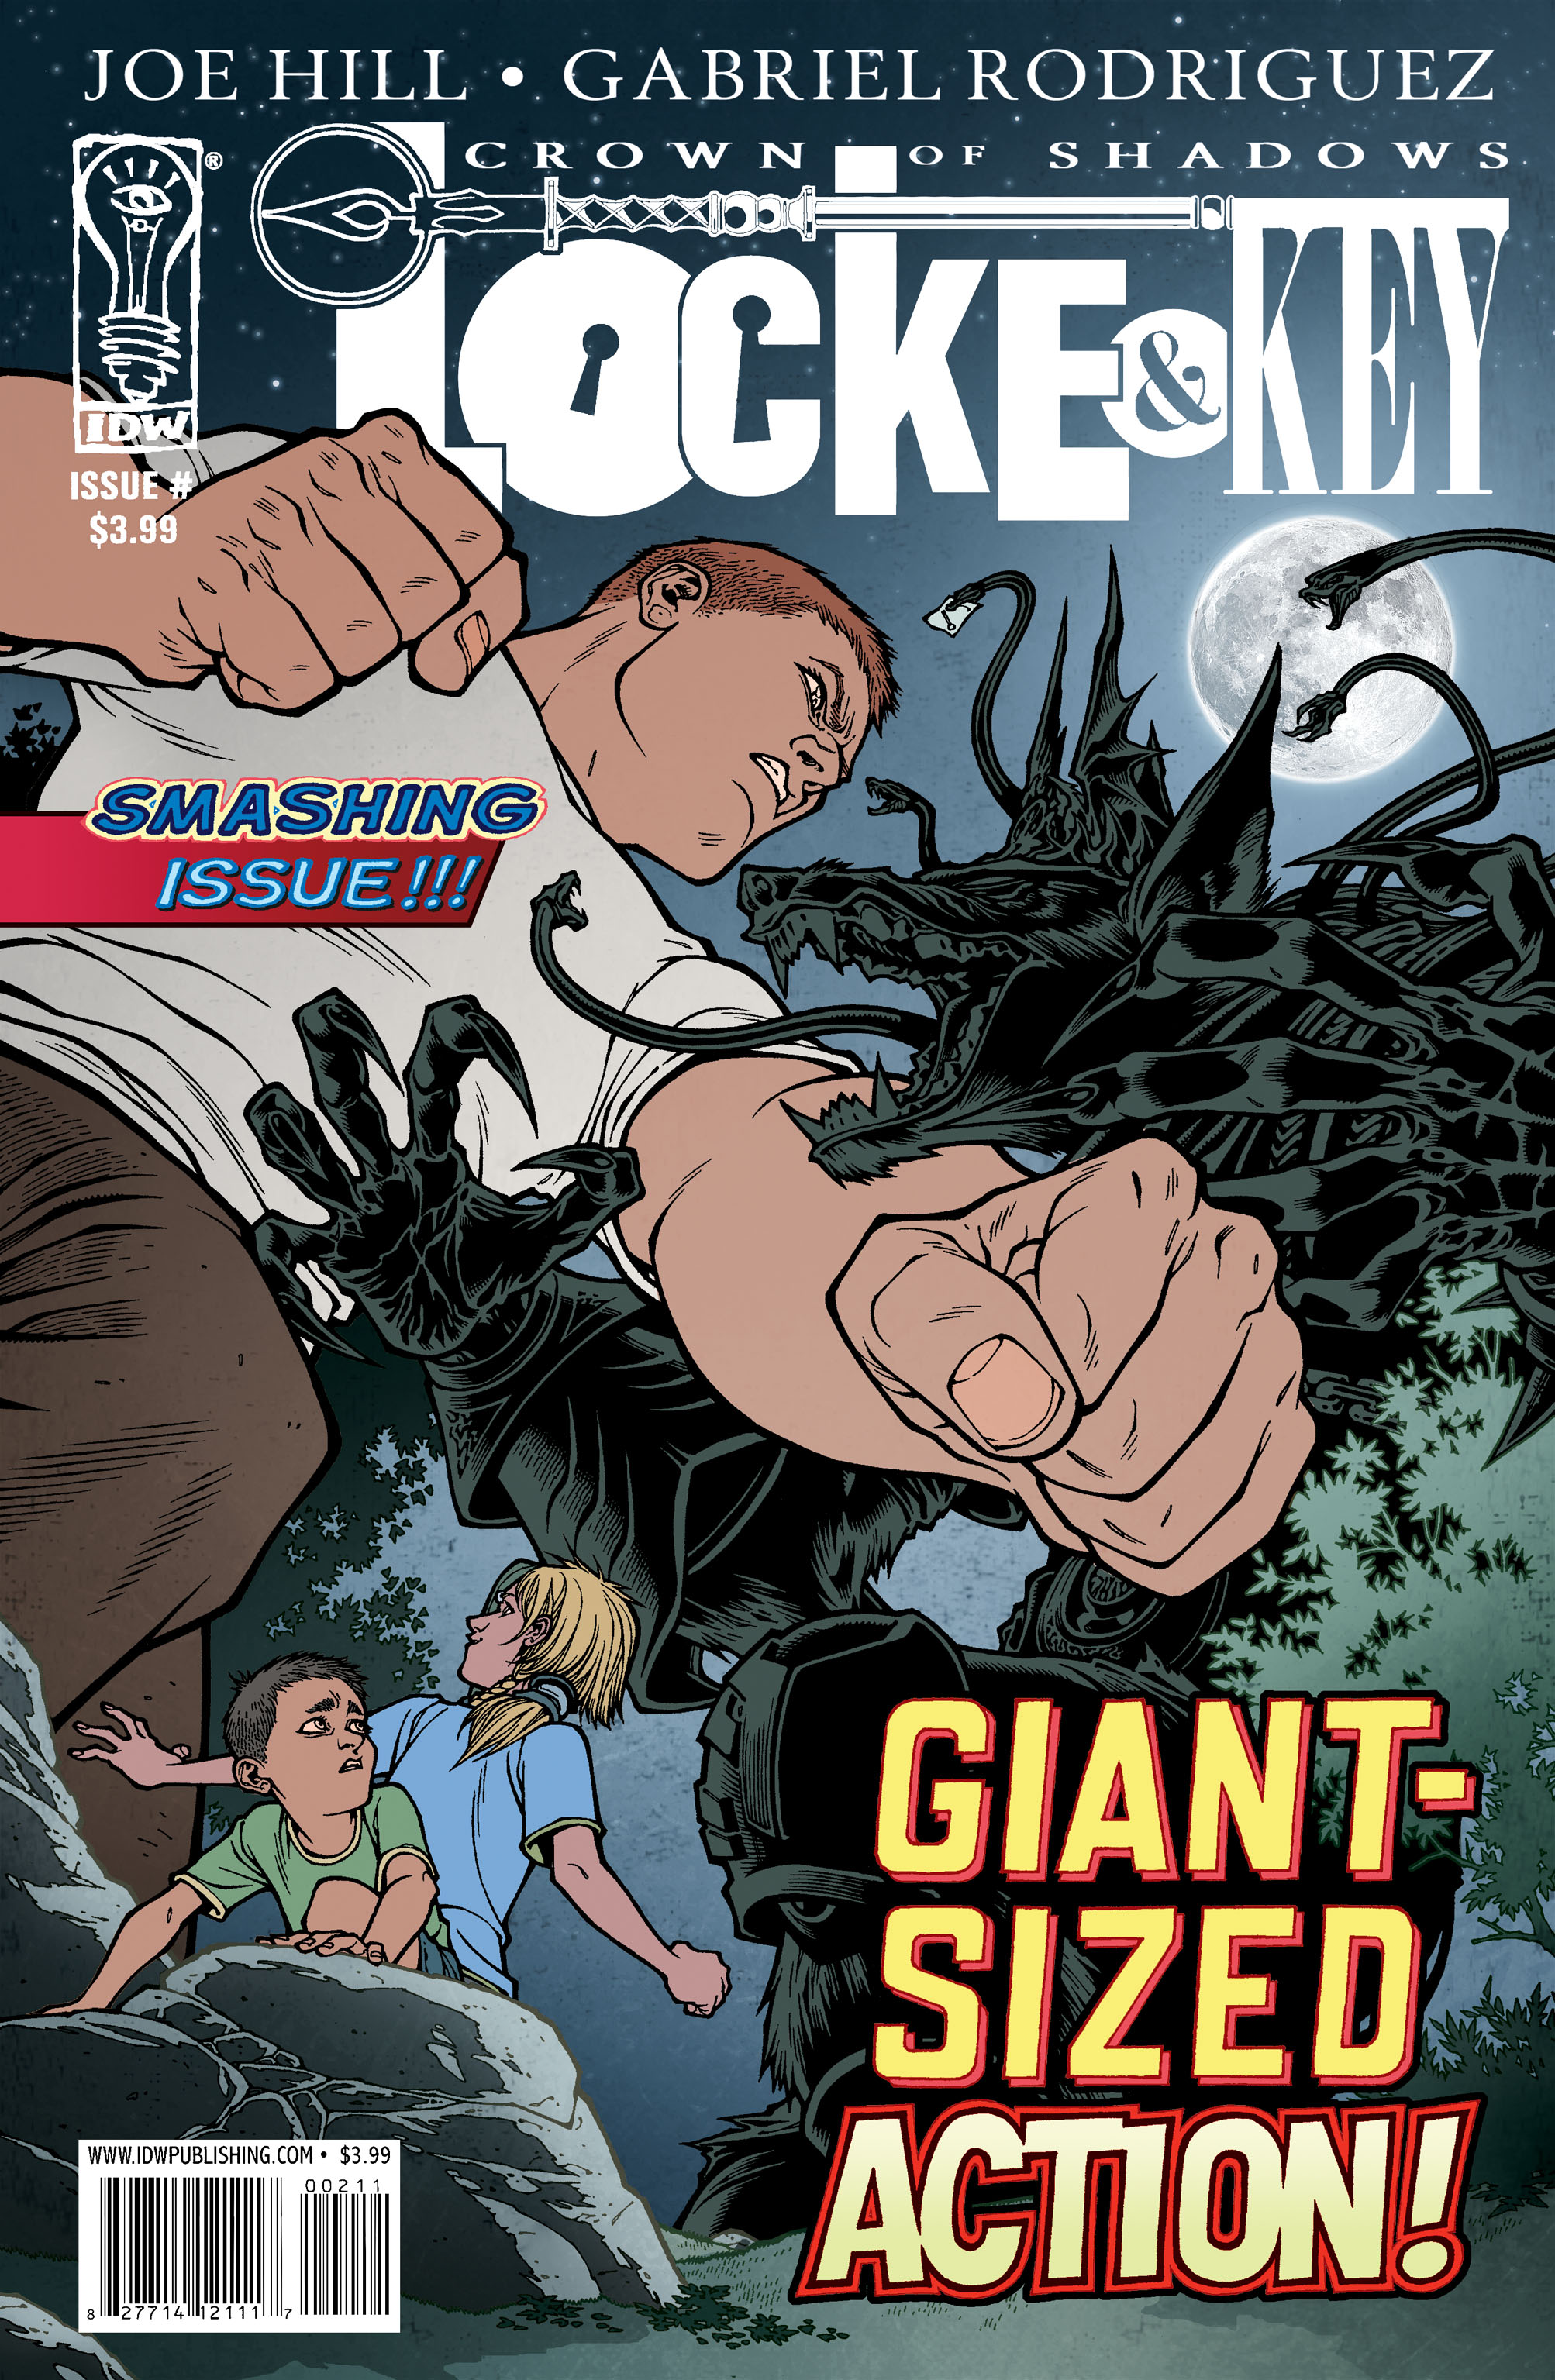 JOE HILL • GABRIEL RODRIGUEZ
CROWN OF SHADOWS
LOCKE & KEY
®
IDW
ISSUE #
$3.99
SMASHING
ISSUE!!!
GIANT-
SIZED
ACTION!
WWW.IDWPUBLISHING.COM • $3.99
00211
8 27714 12111 7